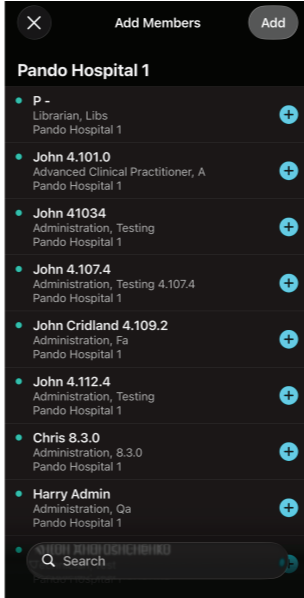 Add Members
Add
Pando Hospital 1
P -
Librarian, Libs
Pando Hospital 1
John 4.101.0
Advanced Clinical Practitioner, A
Pando Hospital 1
John 41034
Administration, Testing
Pando Hospital 1
John 4.107.4
Administration, Testing 4.107.4
Pando Hospital 1
John Cridland 4.109.2
Administration, Fa
Pando Hospital 1
John 4.112.4
Administration, Testing
Pando Hospital 1
Chris 8.3.0
Administration, 8.3.0
Pando Hospital 1
Harry Admin
Administration, Qa
Pando Hospital 1
Search
Pando Hospital 1